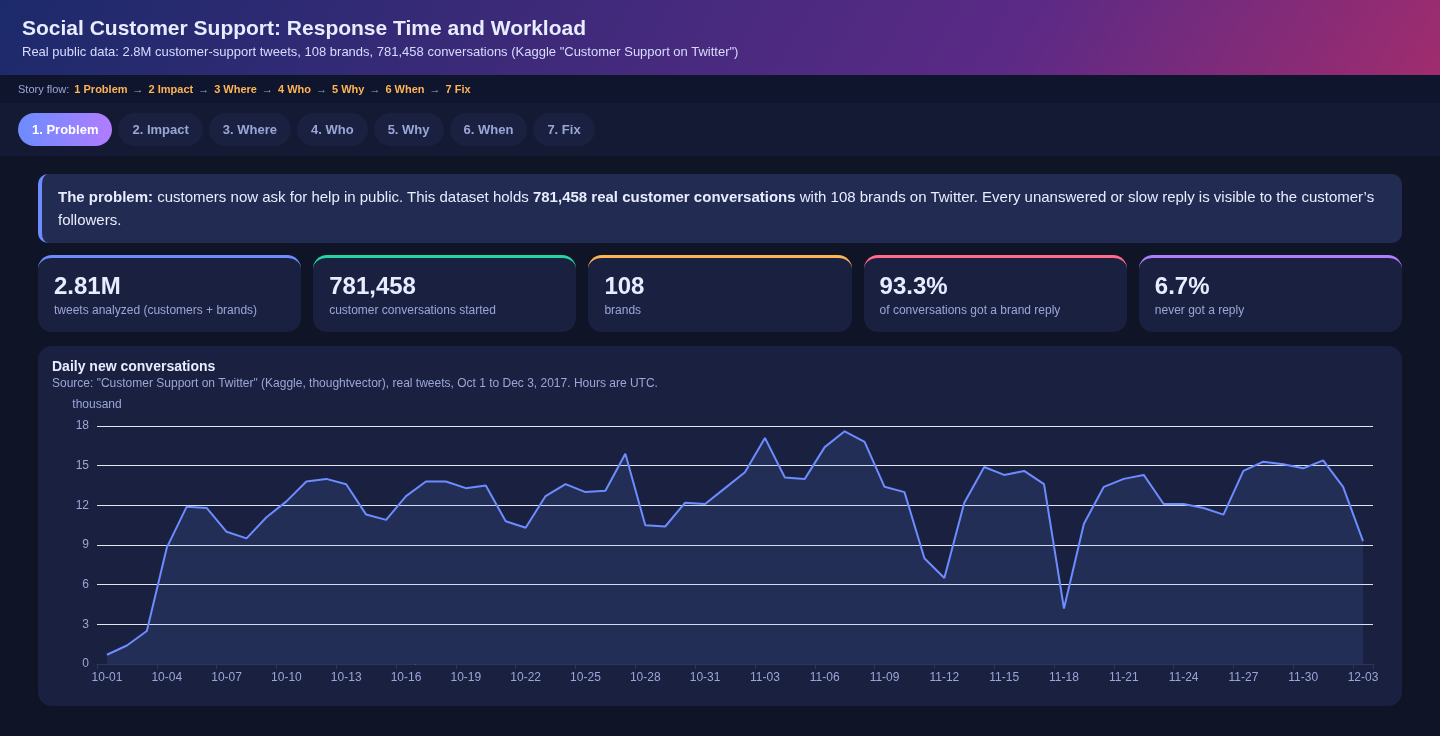 Social Customer Support: Response Time and Workload
Real public data: 2.8M customer-support tweets, 108 brands, 781,458 conversations (Kaggle "Customer Support on Twitter")
Story flow: 1 Problem → 2 Impact → 3 Where → 4 Who → 5 Why → 6 When → 7 Fix
1. Problem 2. Impact 3. Where 4. Who 5. Why 6. When 7. Fix
The problem: customers now ask for help in public. This dataset holds 781,458 real customer conversations with 108 brands on Twitter. Every unanswered or slow reply is visible to the customer’s
followers.
2.81M 781,458 108 93.3% 6.7%
tweets analyzed (customers + brands) customer conversations started brands of conversations got a brand reply never got a reply
Daily new conversations
Source: "Customer Support on Twitter" (Kaggle, thoughtvector), real tweets, Oct 1 to Dec 3, 2017. Hours are UTC.
thousand
18
15
12
9
6
3
0
10-01 10-04 10-07 10-10 10-13 10-16 10-19 10-22 10-25 10-28 10-31 11-03 11-06 11-09 11-12 11-15 11-18 11-21 11-24 11-27 11-30 12-03